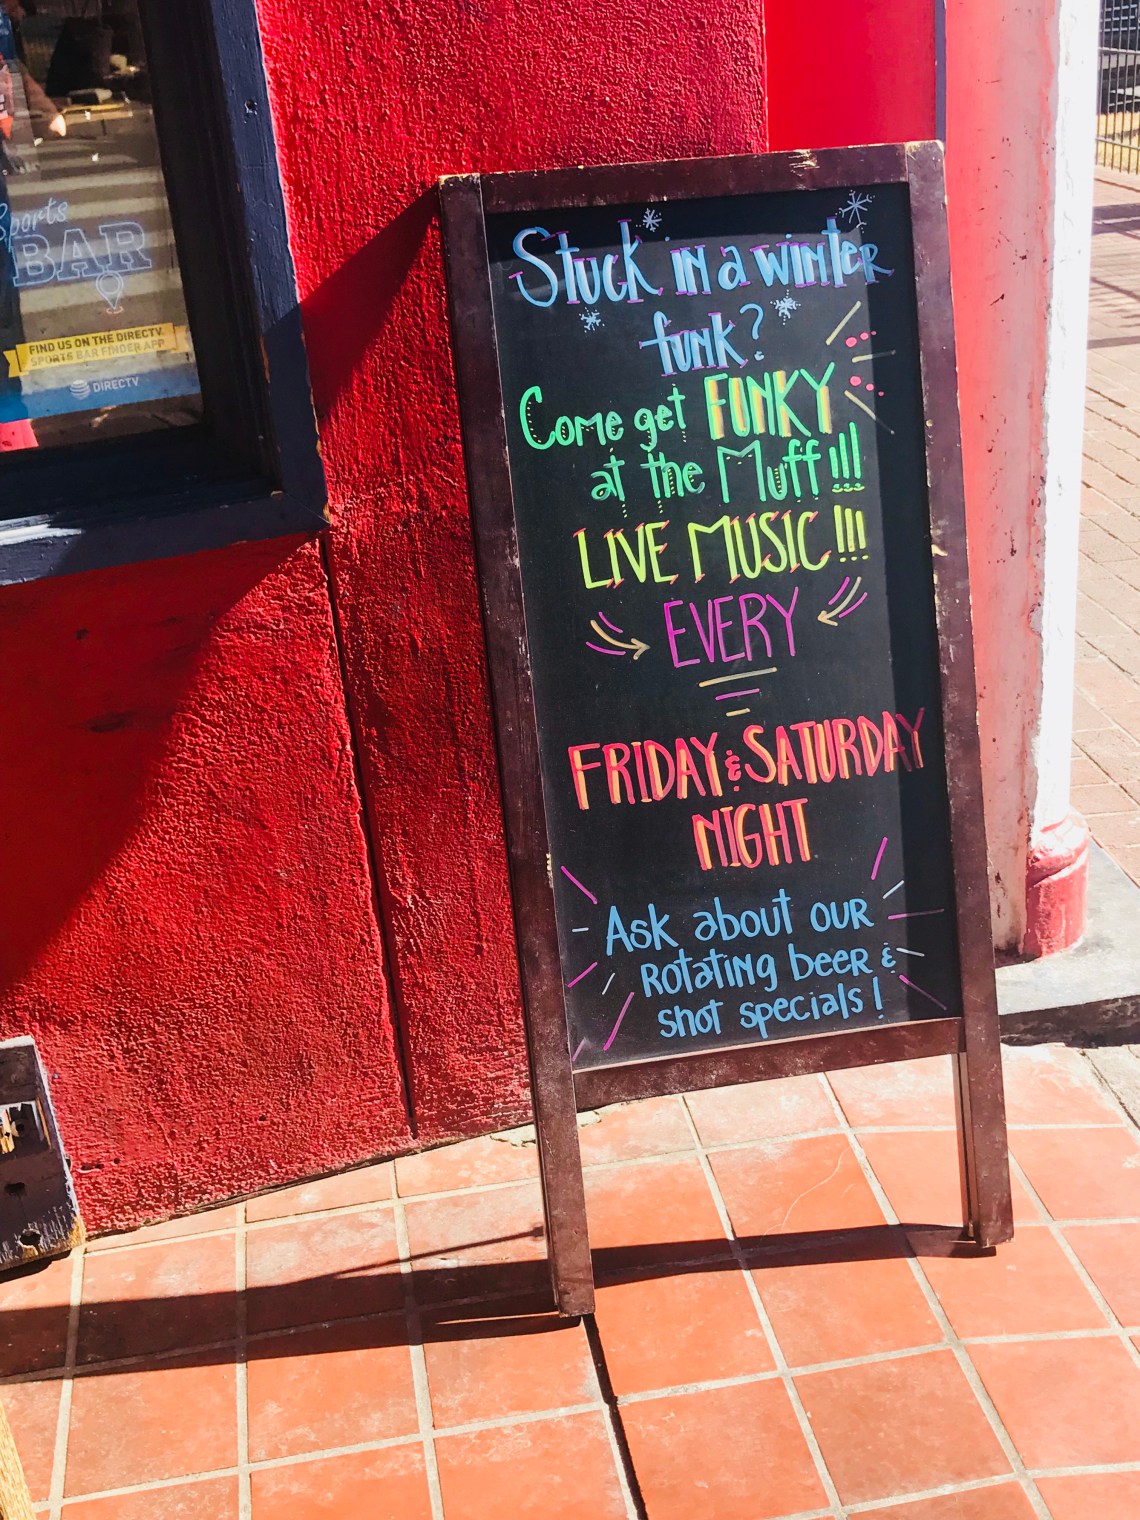 Sports
BAR
FIND US ON THE DIRECTV
SPORTS BAR FINDER APP
DIRECTV
Stuck in a winter
funk?
Come get FUNKY
at the Muff!!!
LIVE MUSIC!!!
EVERY
FRIDAY & SATURDAY
NIGHT
Ask about our
rotating beer &
shot specials!